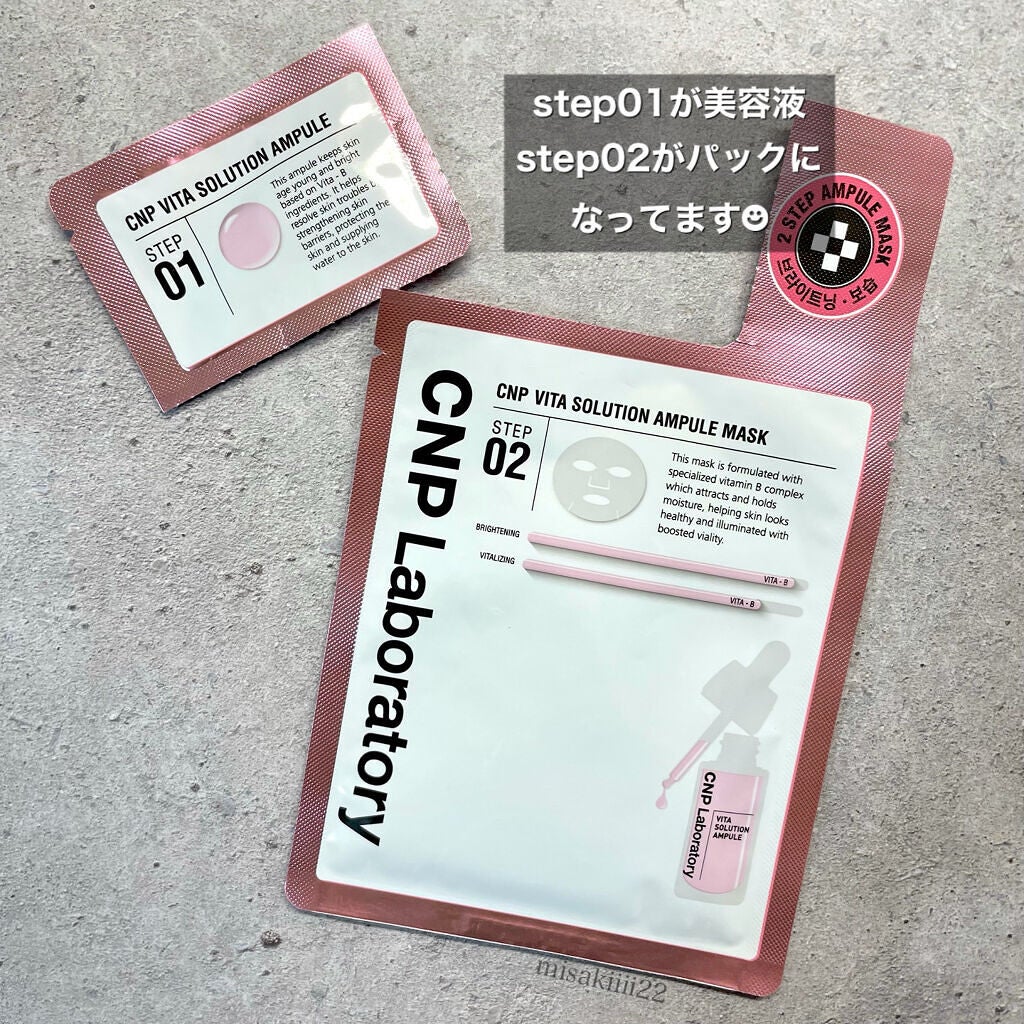 step01が美容液
step02がパックに
なってます☻
CNP VITA SOLUTION AMPULE
STEP
01
This ampule keeps skin
age young and bright
based on Vita - B
ingredients. It helps
resolve skin troubles b
strengthening skin
barriers, protecting the
skin and supplying
water to the skin.
2 STEP AMPULE MASK
브라이트닝 · 보습
CNP Laboratory
CNP VITA SOLUTION AMPULE MASK
STEP
02
This mask is formulated with
specialized vitamin B complex
which attracts and holds
moisture, helping skin looks
healthy and illuminated with
boosted viality.
BRIGHTENING
VITA - B
VITALIZING
VITA - B
CNP Laboratory
VITA
SOLUTION
AMPULE
misakiiii22